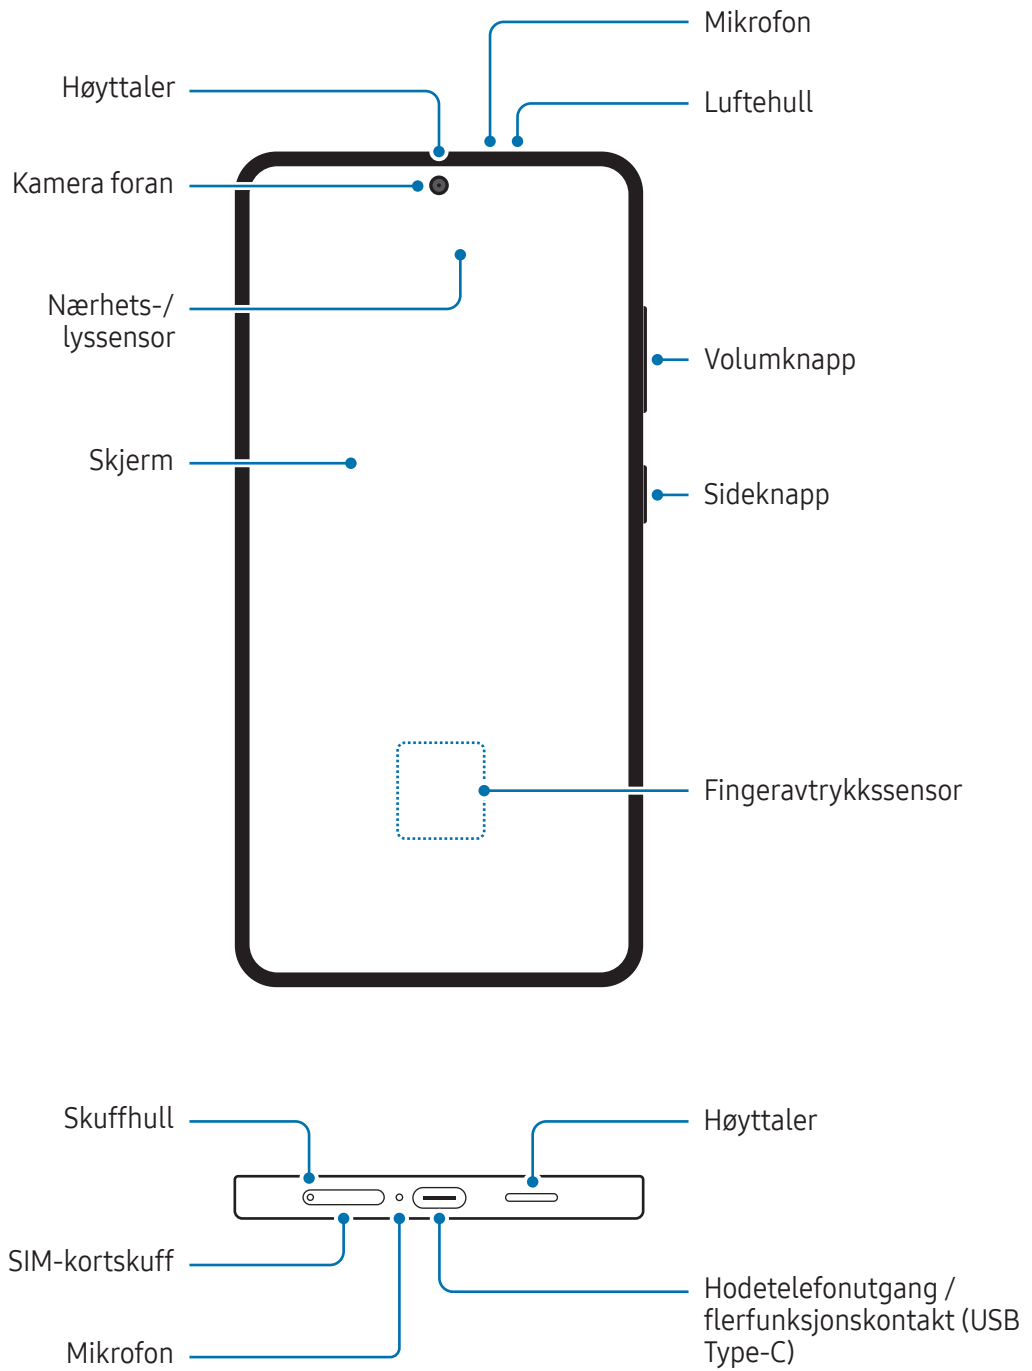 Mikrofon
Høyttaler
Luftehull
Kamera foran
Nærhets-/
lyssensor
Volumknapp
Skjerm
Sideknapp
Fingeravtrykkssensor
Skuffhull
Høyttaler
SIM-kortskuff
Hodetelefonutgang /
flerfunksjonskontakt (USB
Type-C)
Mikrofon